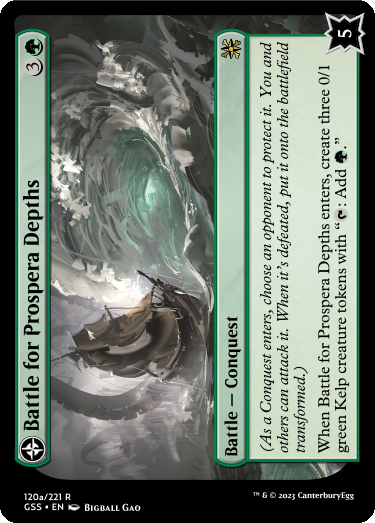 Battle for Prospera Depths
3
Battle — Conquest
(As a Conquest enters, choose an opponent to protect it. You and
others can attack it. When it's defeated, put it onto the battlefield
transformed.)
When Battle for Prospera Depths enters, create three 0/1
green Kelp creature tokens with “: Add .”
5
120a/221 R
GSS • EN Bigball Gao
™ & © 2023 CanterburyEgg